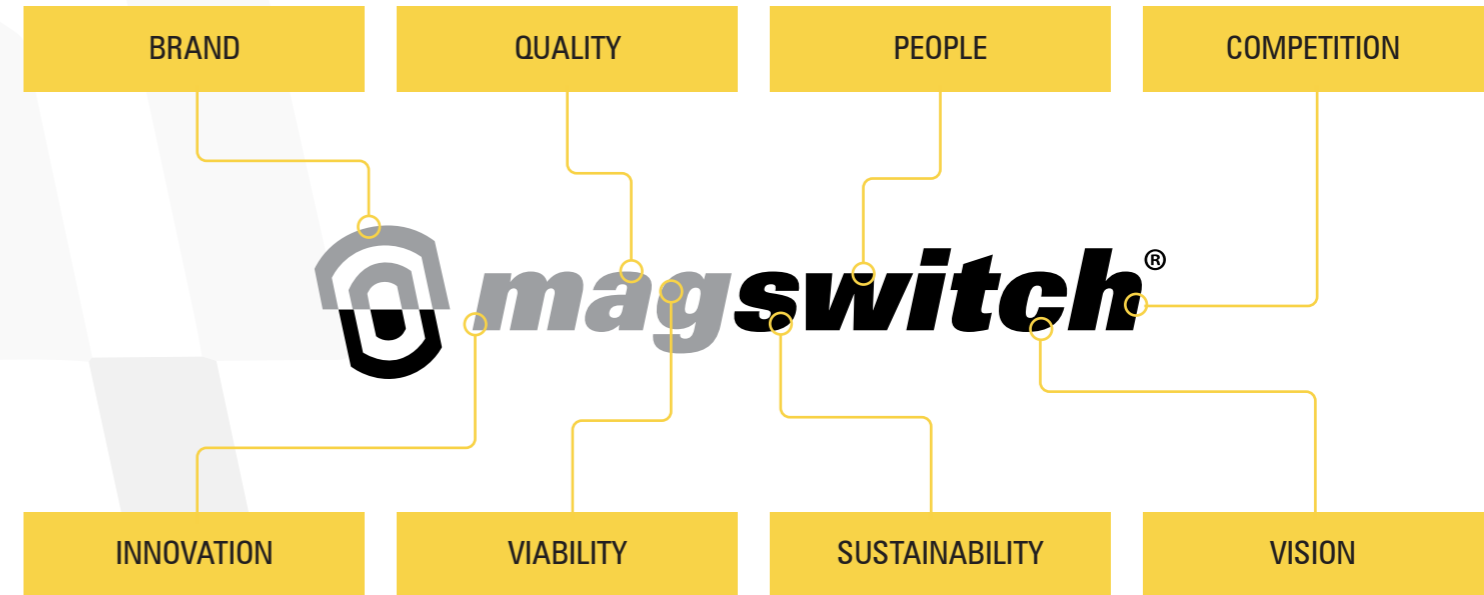 BRAND
QUALITY
PEOPLE
COMPETITION
magswitch®
INNOVATION
VIABILITY
SUSTAINABILITY
VISION